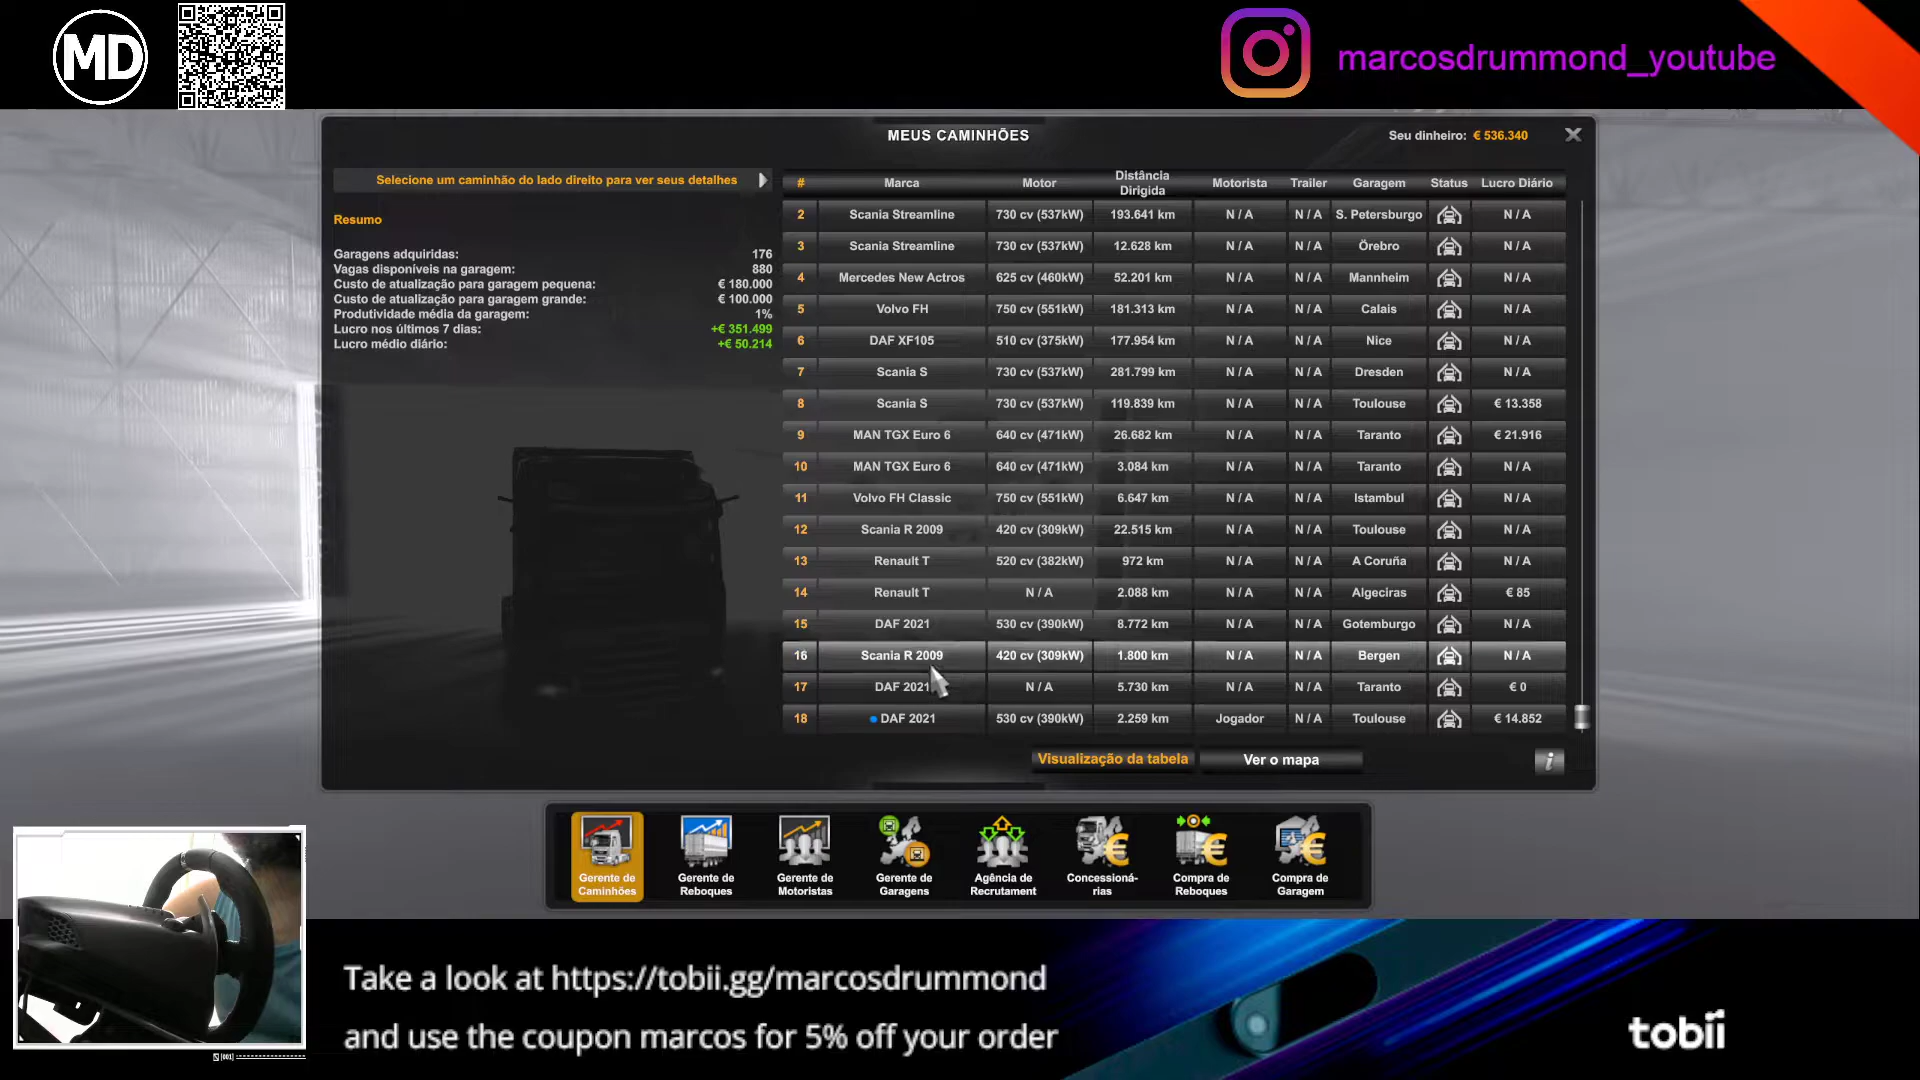 MD
marcosdrummond_youtube
MEUS CAMINHÕES
Seu dinheiro: € 536.340
Selecione um caminhão do lado direito para ver seus detalhes
Resumo
Garagens adquiridas: 176
Vagas disponíveis na garagem: 880
Custo de atualização para garagem pequena: € 180.000
Custo de atualização para garagem grande: € 100.000
Produtividade média da garagem: 1%
Lucro nos últimos 7 dias: +€ 351.499
Lucro médio diário: +€ 50.214
# Marca Motor Distância Dirigida Motorista Trailer Garagem Status Lucro Diário
2 Scania Streamline 730 cv (537kW) 193.641 km N / A N / A S. Petersburgo N / A
3 Scania Streamline 730 cv (537kW) 12.628 km N / A N / A Örebro N / A
4 Mercedes New Actros 625 cv (460kW) 52.201 km N / A N / A Mannheim N / A
5 Volvo FH 750 cv (551kW) 181.313 km N / A N / A Calais N / A
6 DAF XF105 510 cv (375kW) 177.954 km N / A N / A Nice N / A
7 Scania S 730 cv (537kW) 281.799 km N / A N / A Dresden N / A
8 Scania S 730 cv (537kW) 119.839 km N / A N / A Toulouse € 13.358
9 MAN TGX Euro 6 640 cv (471kW) 26.682 km N / A N / A Taranto € 21.916
10 MAN TGX Euro 6 640 cv (471kW) 3.084 km N / A N / A Taranto N / A
11 Volvo FH Classic 750 cv (551kW) 6.647 km N / A N / A Istambul N / A
12 Scania R 2009 420 cv (309kW) 22.515 km N / A N / A Toulouse N / A
13 Renault T 520 cv (382kW) 972 km N / A N / A A Coruña N / A
14 Renault T N / A 2.088 km N / A N / A Algeciras € 85
15 DAF 2021 530 cv (390kW) 8.772 km N / A N / A Gotemburgo N / A
16 Scania R 2009 420 cv (309kW) 1.800 km N / A N / A Bergen N / A
17 DAF 2021 N / A 5.730 km N / A N / A Taranto € 0
18 DAF 2021 530 cv (390kW) 2.259 km Jogador N / A Toulouse € 14.852
Visualização da tabela
Ver o mapa
i
Gerente de Caminhões
Gerente de Reboques
Gerente de Motoristas
Gerente de Garagens
Agência de Recrutament
Concessioná-rias
Compra de Reboques
Compra de Garagem
Take a look at https://tobii.gg/marcosdrummond
and use the coupon marcos for 5% off your order
tobii